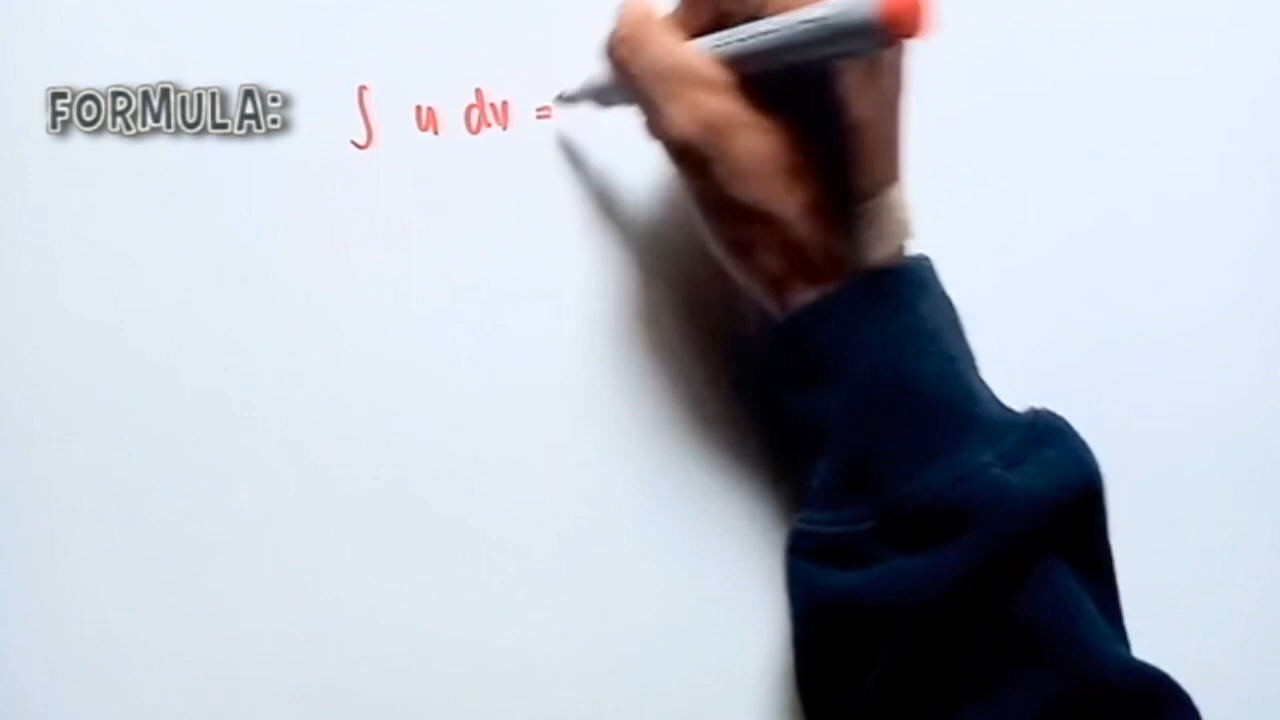 FORMULA: ∫ u dv =